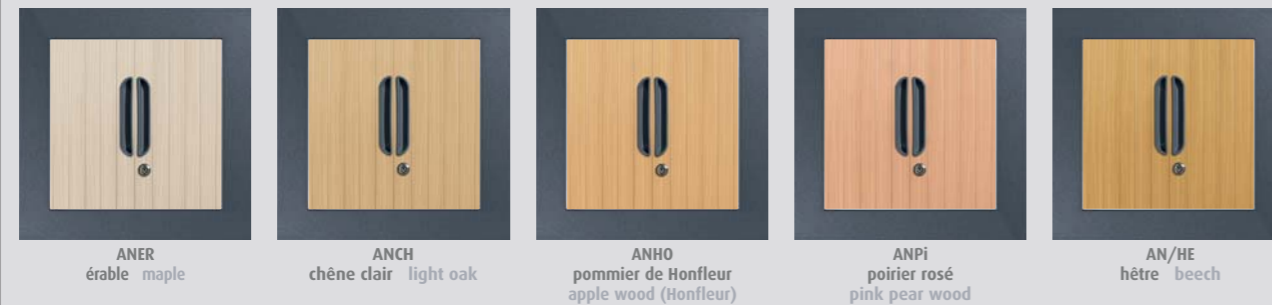 ANER
érable maple
ANCH
chêne clair light oak
ANHO
pommier de Honfleur
apple wood (Honfleur)
ANPi
poirier rosé
pink pear wood
AN/HE
hêtre beech